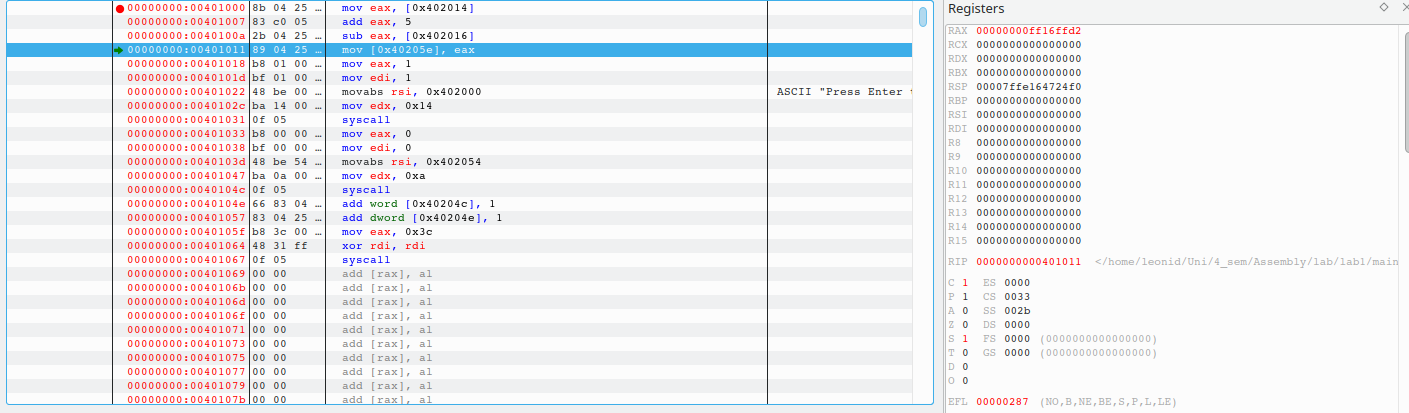 00000000:00401000 8b 04 25 … mov eax, [0x402014]
00000000:00401007 83 c0 05 add eax, 5
00000000:0040100a 2b 04 25 … sub eax, [0x402016]
00000000:00401011 89 04 25 … mov [0x40205e], eax
00000000:00401018 b8 01 00 … mov eax, 1
00000000:0040101d bf 01 00 … mov edi, 1
00000000:00401022 48 be 00 … movabs rsi, 0x402000 ASCII "Press Enter
00000000:0040102c ba 14 00 … mov edx, 0x14
00000000:00401031 0f 05 syscall
00000000:00401033 b8 00 00 … mov eax, 0
00000000:00401038 bf 00 00 … mov edi, 0
00000000:0040103d 48 be 54 … movabs rsi, 0x402054
00000000:00401047 ba 0a 00 … mov edx, 0xa
00000000:0040104c 0f 05 syscall
00000000:0040104e 66 83 04 … add word [0x40204c], 1
00000000:00401057 83 04 25 … add dword [0x40204e], 1
00000000:0040105f b8 3c 00 … mov eax, 0x3c
00000000:00401064 48 31 ff xor rdi, rdi
00000000:00401067 0f 05 syscall
00000000:00401069 00 00 add [rax], al
00000000:0040106b 00 00 add [rax], al
00000000:0040106d 00 00 add [rax], al
00000000:0040106f 00 00 add [rax], al
00000000:00401071 00 00 add [rax], al
00000000:00401073 00 00 add [rax], al
00000000:00401075 00 00 add [rax], al
00000000:00401077 00 00 add [rax], al
00000000:00401079 00 00 add [rax], al
00000000:0040107b 00 00 add [rax], al
Registers
RAX 00000000ff16ffd2
RCX 0000000000000000
RDX 0000000000000000
RBX 0000000000000000
RSP 00007ffe164724f0
RBP 0000000000000000
RSI 0000000000000000
RDI 0000000000000000
R8 0000000000000000
R9 0000000000000000
R10 0000000000000000
R11 0000000000000000
R12 0000000000000000
R13 0000000000000000
R14 0000000000000000
R15 0000000000000000
RIP 0000000000401011 </home/leonid/Uni/4_sem/Assembly/lab/lab1/main
C 1 ES 0000
P 1 CS 0033
A 0 SS 002b
Z 0 DS 0000
S 1 FS 0000 (0000000000000000)
T 0 GS 0000 (0000000000000000)
D 0
O 0
EFL 00000287 (NO,B,NE,BE,S,P,L,LE)